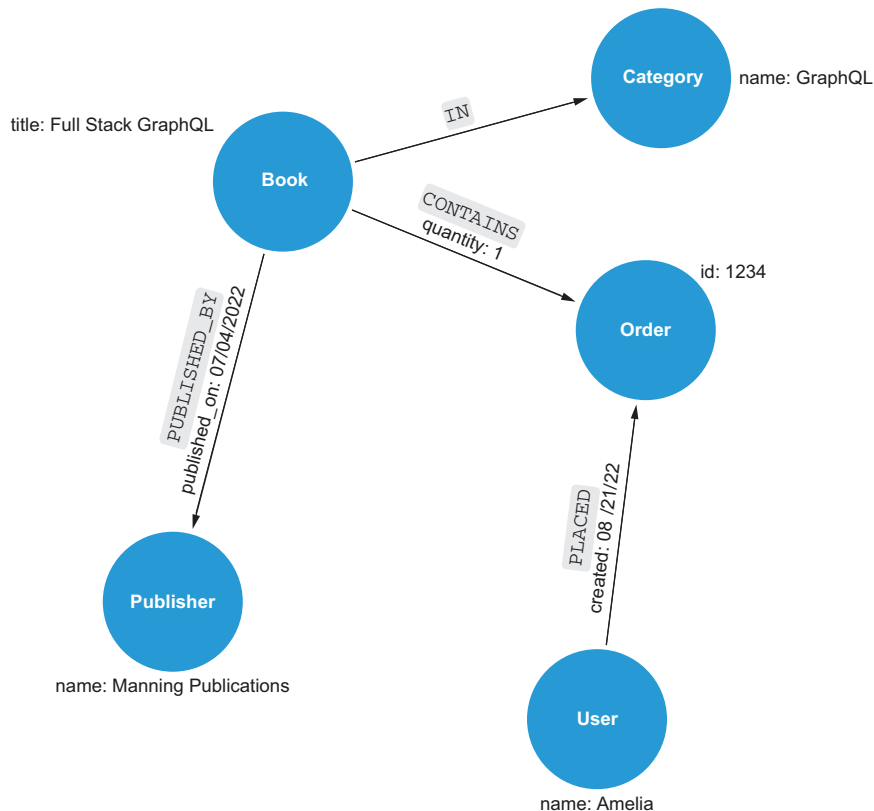 Category
name: GraphQL
IN
title: Full Stack GraphQL
Book
CONTAINS
quantity: 1
id: 1234
Order
PUBLISHED_BY
published_on: 07/04/2022
PLACED
created: 08 /21/22
Publisher
name: Manning Publications
User
name: Amelia